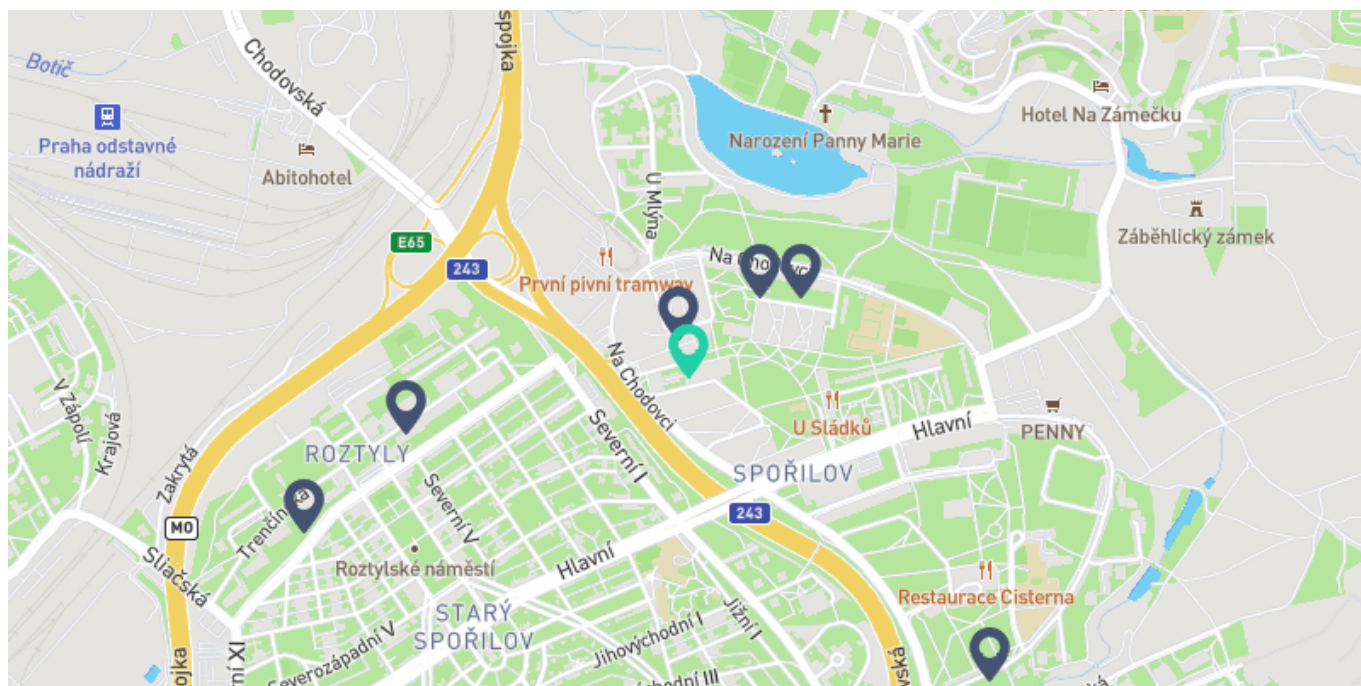 spojka
Botič
Chodovská
Praha odstavné
nádraží
Abitohotel
Narození Panny Marie
Hotel Na Zámečku
U Mlýna
Záběhlický zámek
E65
243
První pivní tramway
Na Chodovci
V Zápolí
Krajová
Zakrytá
ROZTYLY
Severní I
U Sládků
Hlavní
PENNY
SPOŘILOV
Trenčínská
Severní V
M0
243
Sliačská
Roztylské náměstí
Hlavní
Restaurace Cisterna
STARÝ
SPOŘILOV
Jižní I
Jihovýchodní I
Severozápadní V